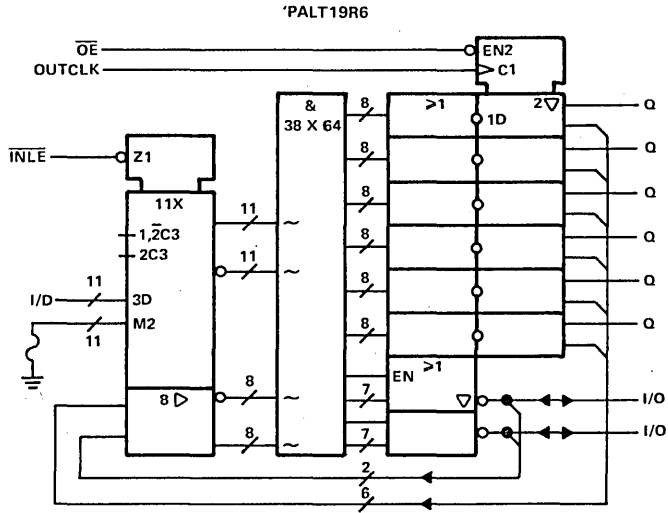 'PALT19R6
OE
EN2
OUTCLK
C1
&
38 X 64
8
≥1
1D
2▽
Q
INLE
Z1
8
Q
11X
8
Q
1,2C3
11
~
2C3
11
~
8
Q
I/D
11
3D
8
Q
M2
11
8
Q
EN
≥1
8 ▷
8
~
7
▽
I/O
8
~
7
I/O
2
6